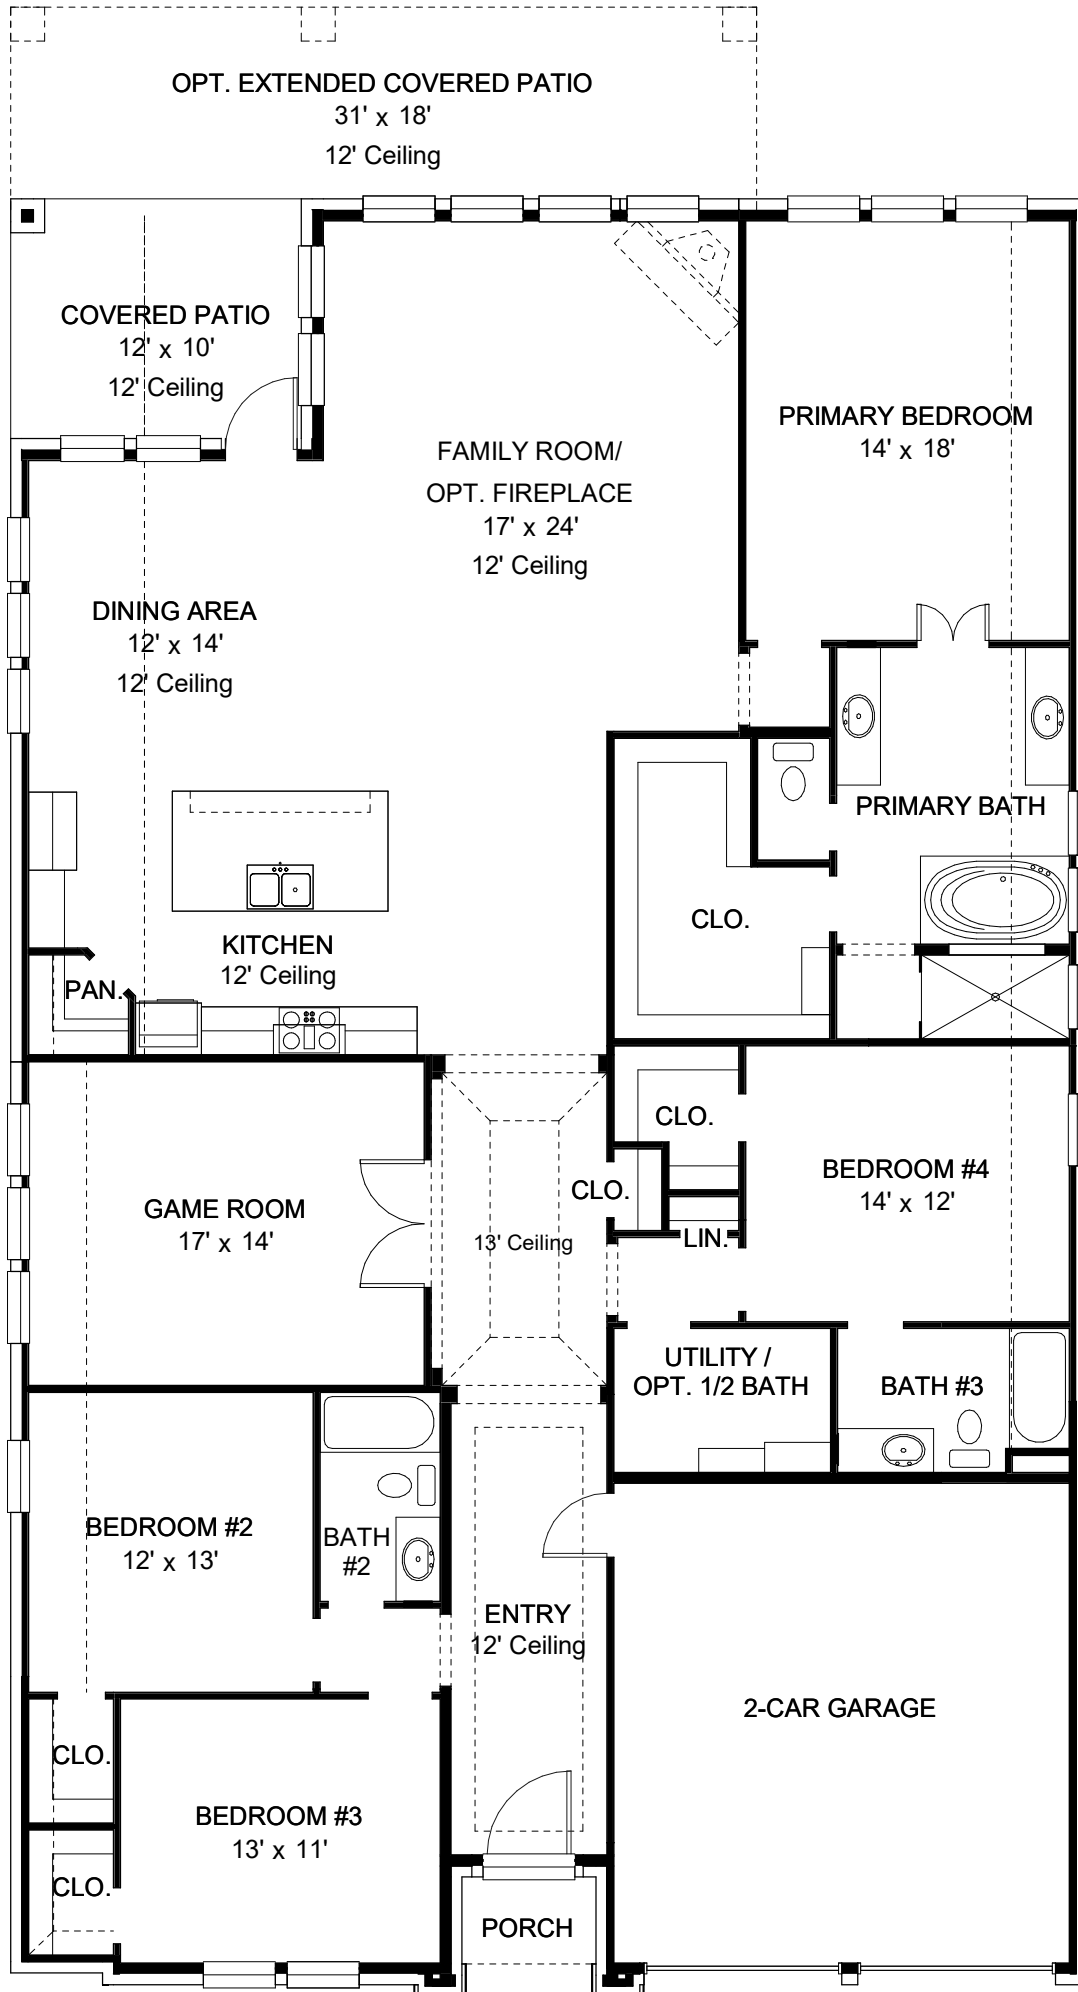 OPT. EXTENDED COVERED PATIO
31' x 18'
12' Ceiling
COVERED PATIO
12' x 10'
12' Ceiling
FAMILY ROOM/
OPT. FIREPLACE
17' x 24'
12' Ceiling
PRIMARY BEDROOM
14' x 18'
DINING AREA
12' x 14'
12' Ceiling
PRIMARY BATH
CLO.
KITCHEN
12' Ceiling
PAN.
CLO.
BEDROOM #4
14' x 12'
CLO.
LIN.
GAME ROOM
17' x 14'
13' Ceiling
UTILITY /
OPT. 1/2 BATH
BATH #3
BEDROOM #2
12' x 13'
BATH
#2
ENTRY
12' Ceiling
2-CAR GARAGE
CLO.
BEDROOM #3
13' x 11'
CLO.
PORCH